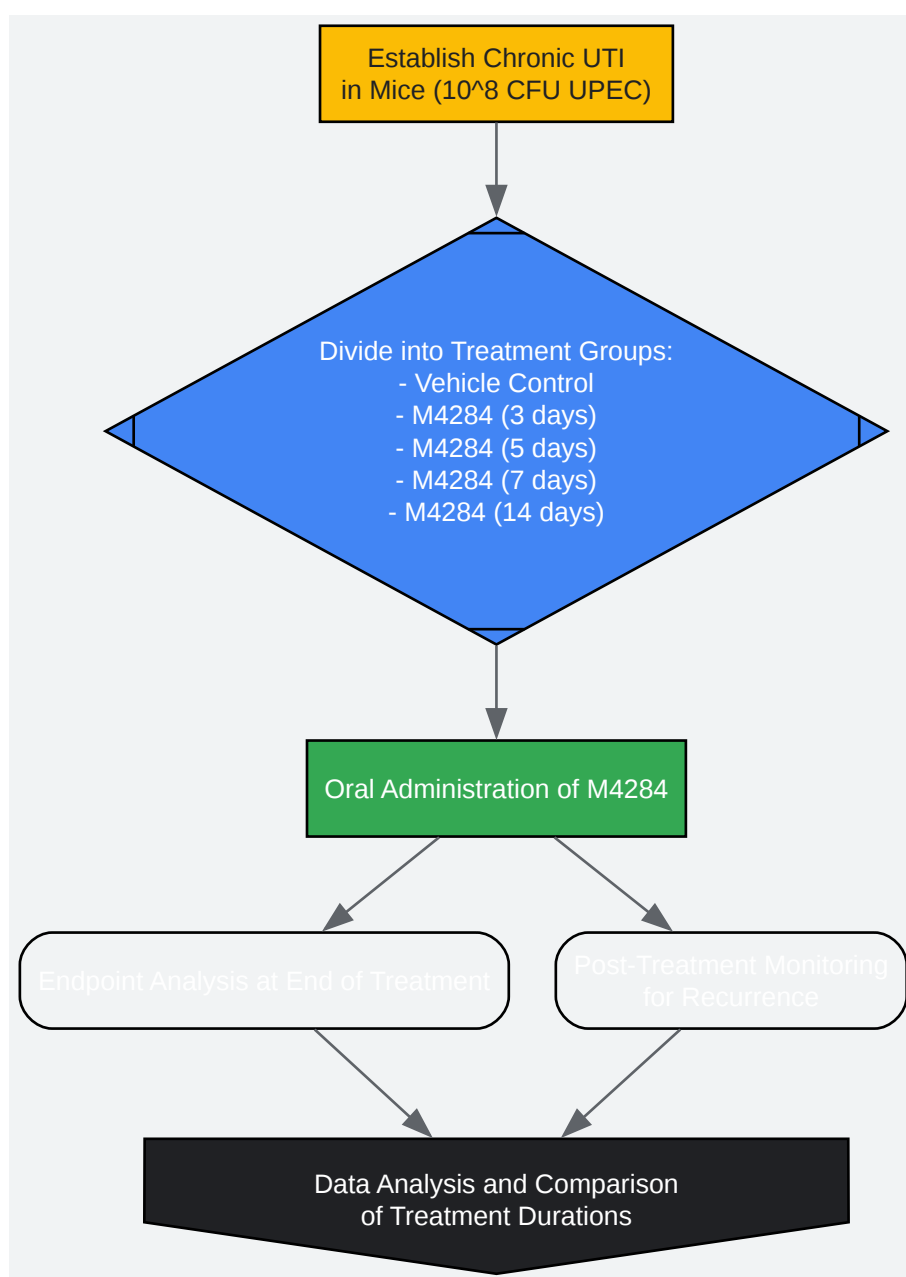 Establish Chronic UTI
in Mice (10^8 CFU UPEC)
Divide into Treatment Groups:
- Vehicle Control
- M4284 (3 days)
- M4284 (5 days)
- M4284 (7 days)
- M4284 (14 days)
Oral Administration of M4284
Endpoint Analysis at End of Treatment
Post-Treatment Monitoring
for Recurrence
Data Analysis and Comparison
of Treatment Durations